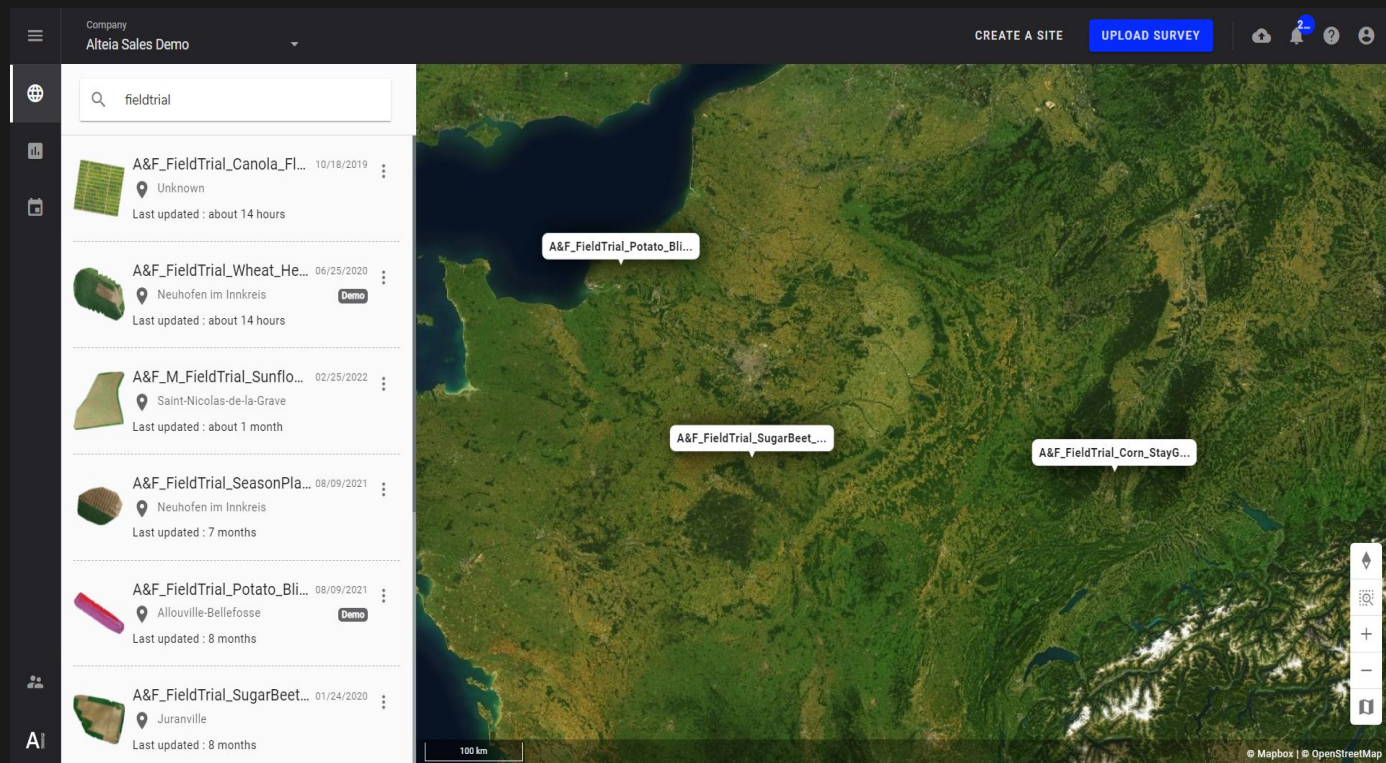 Company
Alteia Sales Demo
CREATE A SITE
UPLOAD SURVEY
2...
fieldtrial
A&F_FieldTrial_Canola_Fl... 10/18/2019
Unknown
Last updated : about 14 hours
A&F_FieldTrial_Wheat_He... 06/25/2020
Neuhofen im Innkreis Demo
Last updated : about 14 hours
A&F_M_FieldTrial_Sunflo... 02/25/2022
Saint-Nicolas-de-la-Grave
Last updated : about 1 month
A&F_FieldTrial_SeasonPla... 08/09/2021
Neuhofen im Innkreis
Last updated : 7 months
A&F_FieldTrial_Potato_Bli... 08/09/2021
Allouville-Bellefosse Demo
Last updated : 8 months
A&F_FieldTrial_SugarBeet... 01/24/2020
Juranville
Last updated : 8 months
A&F_FieldTrial_Potato_Bli...
A&F_FieldTrial_SugarBeet_...
A&F_FieldTrial_Corn_StayG...
100 km
© Mapbox | © OpenStreetMap